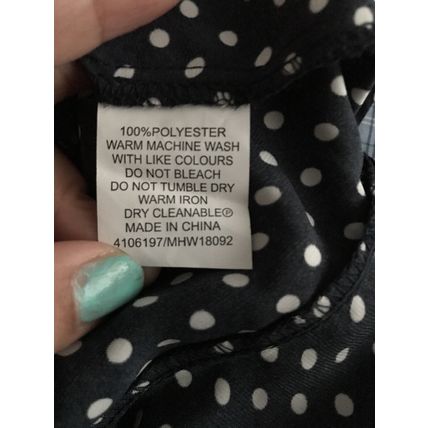 100%POLYESTER
WARM MACHINE WASH
WITH LIKE COLOURS
DO NOT BLEACH
DO NOT TUMBLE DRY
WARM IRON
DRY CLEANABLEⓅ
MADE IN CHINA
4106197/MHW18092